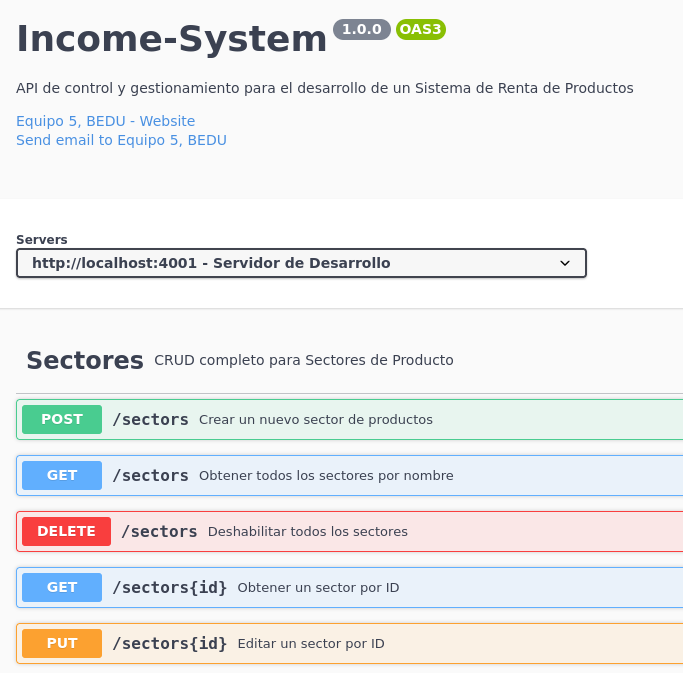 Income-System 1.0.0 OAS3
API de control y gestionamiento para el desarrollo de un Sistema de Renta de Productos
Equipo 5, BEDU - Website
Send email to Equipo 5, BEDU
Servers
http://localhost:4001 - Servidor de Desarrollo
Sectores CRUD completo para Sectores de Producto
POST /sectors Crear un nuevo sector de productos
GET /sectors Obtener todos los sectores por nombre
DELETE /sectors Deshabilitar todos los sectores
GET /sectors{id} Obtener un sector por ID
PUT /sectors{id} Editar un sector por ID